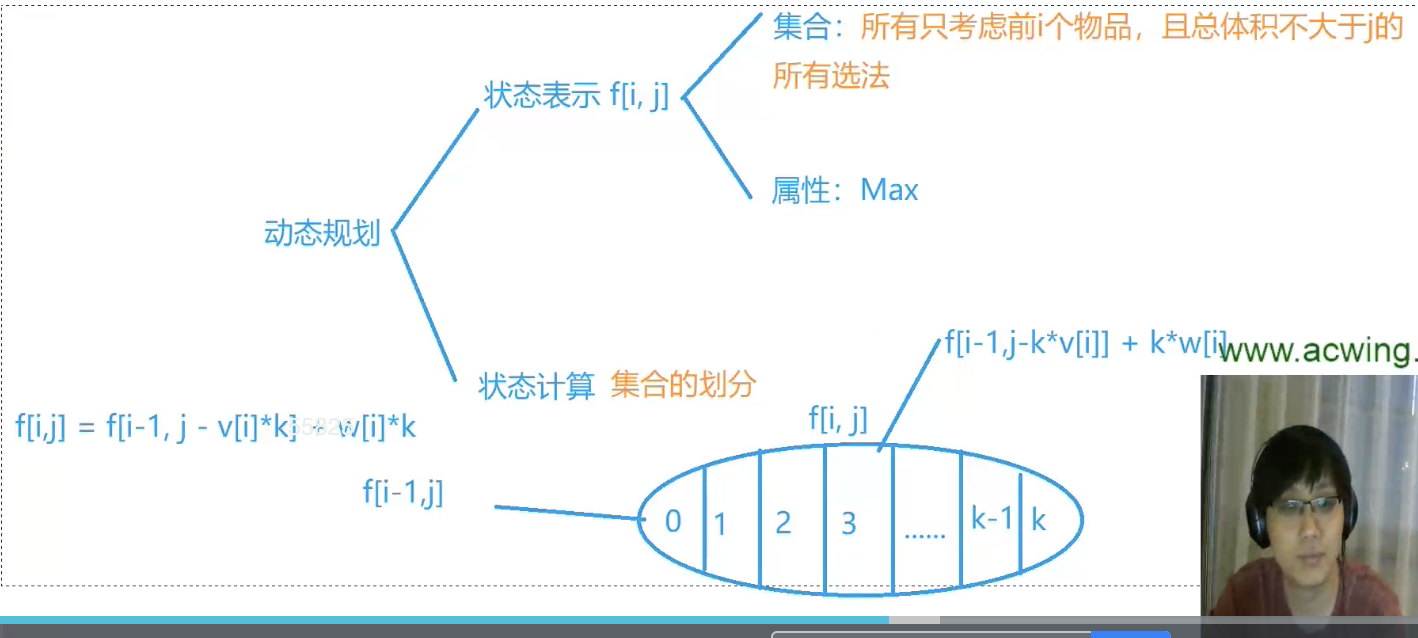 集合：所有只考虑前i个物品，且总体积不大于j的
所有选法
状态表示 f[i, j]
属性：Max
动态规划
f[i-1,j-k*v[i]] + k*w[i]
www.acwing.
状态计算 集合的划分
f[i, j]
f[i,j] = f[i-1, j - v[i]*k] + w[i]*k
f[i-1,j]
0 1 2 3 ...... k-1 k